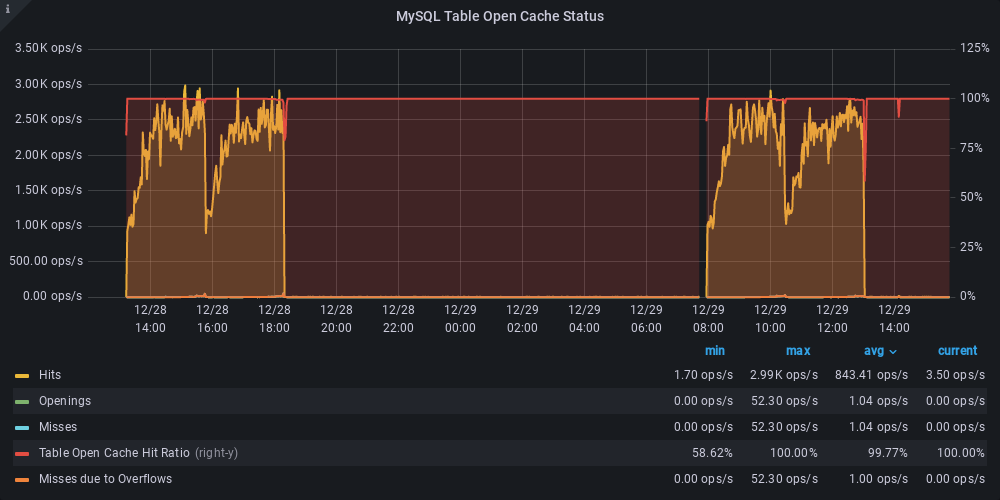 i
MySQL Table Open Cache Status
3.50K ops/s
3.00K ops/s
2.50K ops/s
2.00K ops/s
1.50K ops/s
1.00K ops/s
500.00 ops/s
0.00 ops/s
125%
100%
75%
50%
25%
0%
12/28 12/28 12/28 12/28 12/28 12/29 12/29 12/29 12/29 12/29 12/29 12/29 12/29
14:00 16:00 18:00 20:00 22:00 00:00 02:00 04:00 06:00 08:00 10:00 12:00 14:00
min max avg current
Hits 1.70 ops/s 2.99K ops/s 843.41 ops/s 3.50 ops/s
Openings 0.00 ops/s 52.30 ops/s 1.04 ops/s 0.00 ops/s
Misses 0.00 ops/s 52.30 ops/s 1.04 ops/s 0.00 ops/s
Table Open Cache Hit Ratio (right-y) 58.62% 100.00% 99.77% 100.00%
Misses due to Overflows 0.00 ops/s 52.30 ops/s 1.00 ops/s 0.00 ops/s